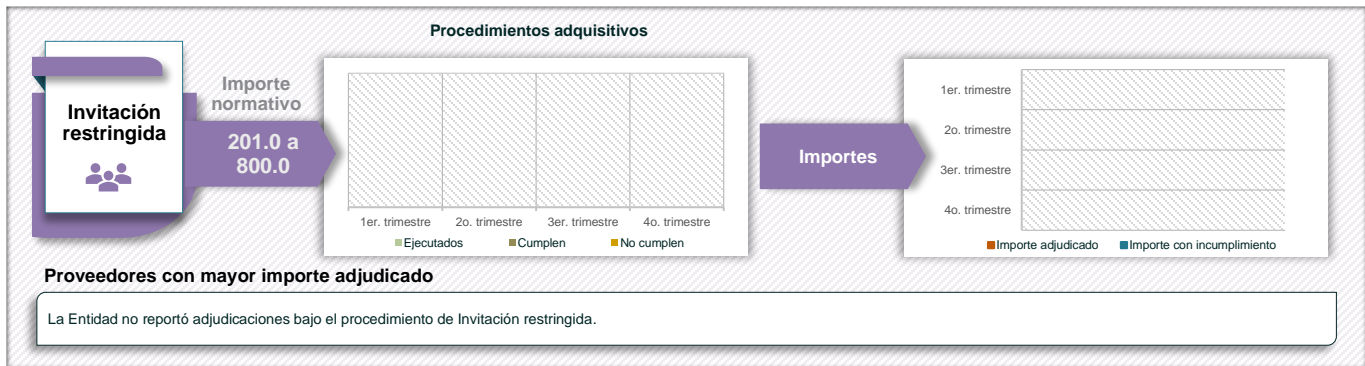 Procedimientos adquisitivos
Invitación
restringida
Importe
normativo
201.0 a
800.0
1er. trimestre 2o. trimestre 3er. trimestre 4o. trimestre
Ejecutados Cumplen No cumplen
Importes
1er. trimestre
2o. trimestre
3er. trimestre
4o. trimestre
Importe adjudicado Importe con incumplimiento
Proveedores con mayor importe adjudicado
La Entidad no reportó adjudicaciones bajo el procedimiento de Invitación restringida.